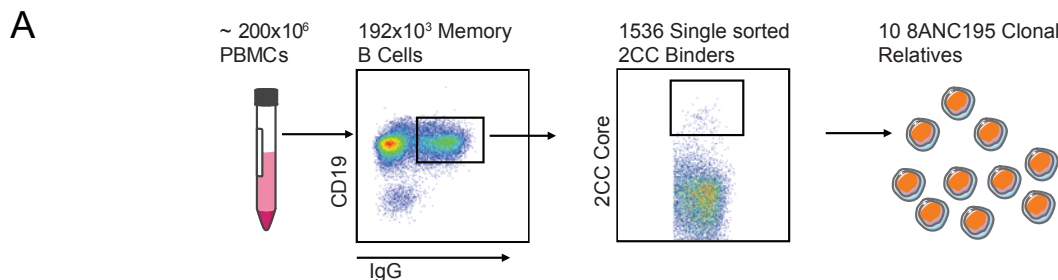 A
~ 200x10⁶
PBMCs
192x10³ Memory
B Cells
1536 Single sorted
2CC Binders
10 8ANC195 Clonal
Relatives
CD19
IgG
2CC Core